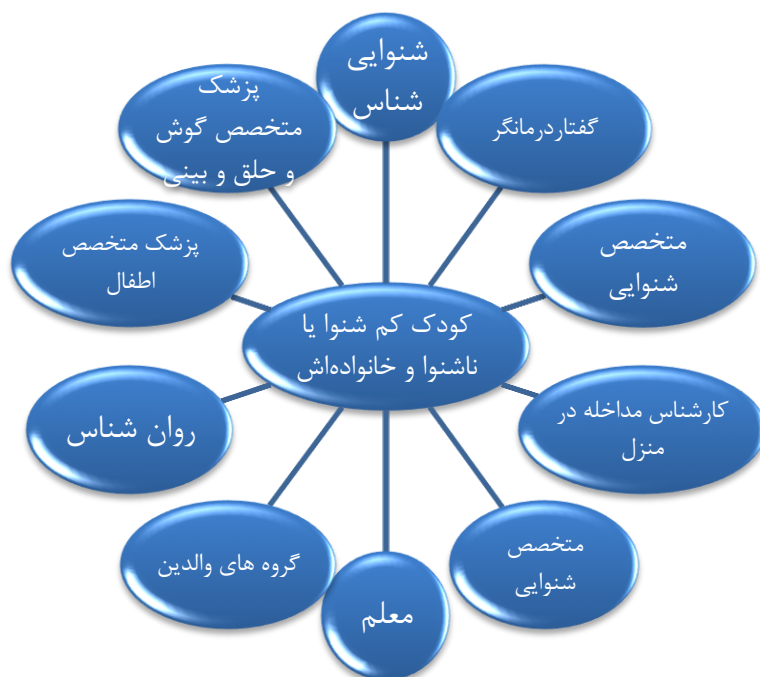 شنوایی
شناس
گفتاردرمانگر
متخصص
شنوایی
کارشناس مداخله در
منزل
متخصص
شنوایی
معلم
گروه های والدین
روان شناس
پزشک متخصص
اطفال
پزشک
متخصص گوش
و حلق و بینی
کودک کم شنوا یا
ناشنوا و خانواده‌اش